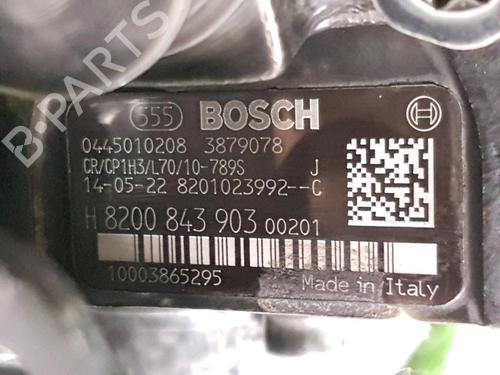 B-PARTS
555 BOSCH
0445010208 3879078
CR/CP1H3/L70/10-789S J
14-05-22 8201023992--C
H 8200 843 903 00201
10003865295 Made in Italy